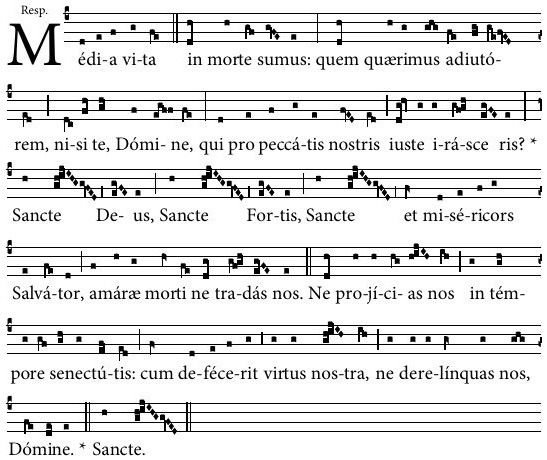 Resp.
Médi-a vi-ta in morte sumus: quem quærimus adiutó-
rem, ni-si te, Dómi- ne, qui pro peccá-tis nostris iuste i-rá-sce ris? *
Sancte De- us, Sancte For-tis, Sancte et mi-sé-ricors
Salvá-tor, amáræ morti ne tra-dás nos. Ne pro-jí-ci- as nos in tém-
pore senectú-tis: cum de-féce-rit virtus nos-tra, ne dere-línquas nos,
Dómine. * Sancte.